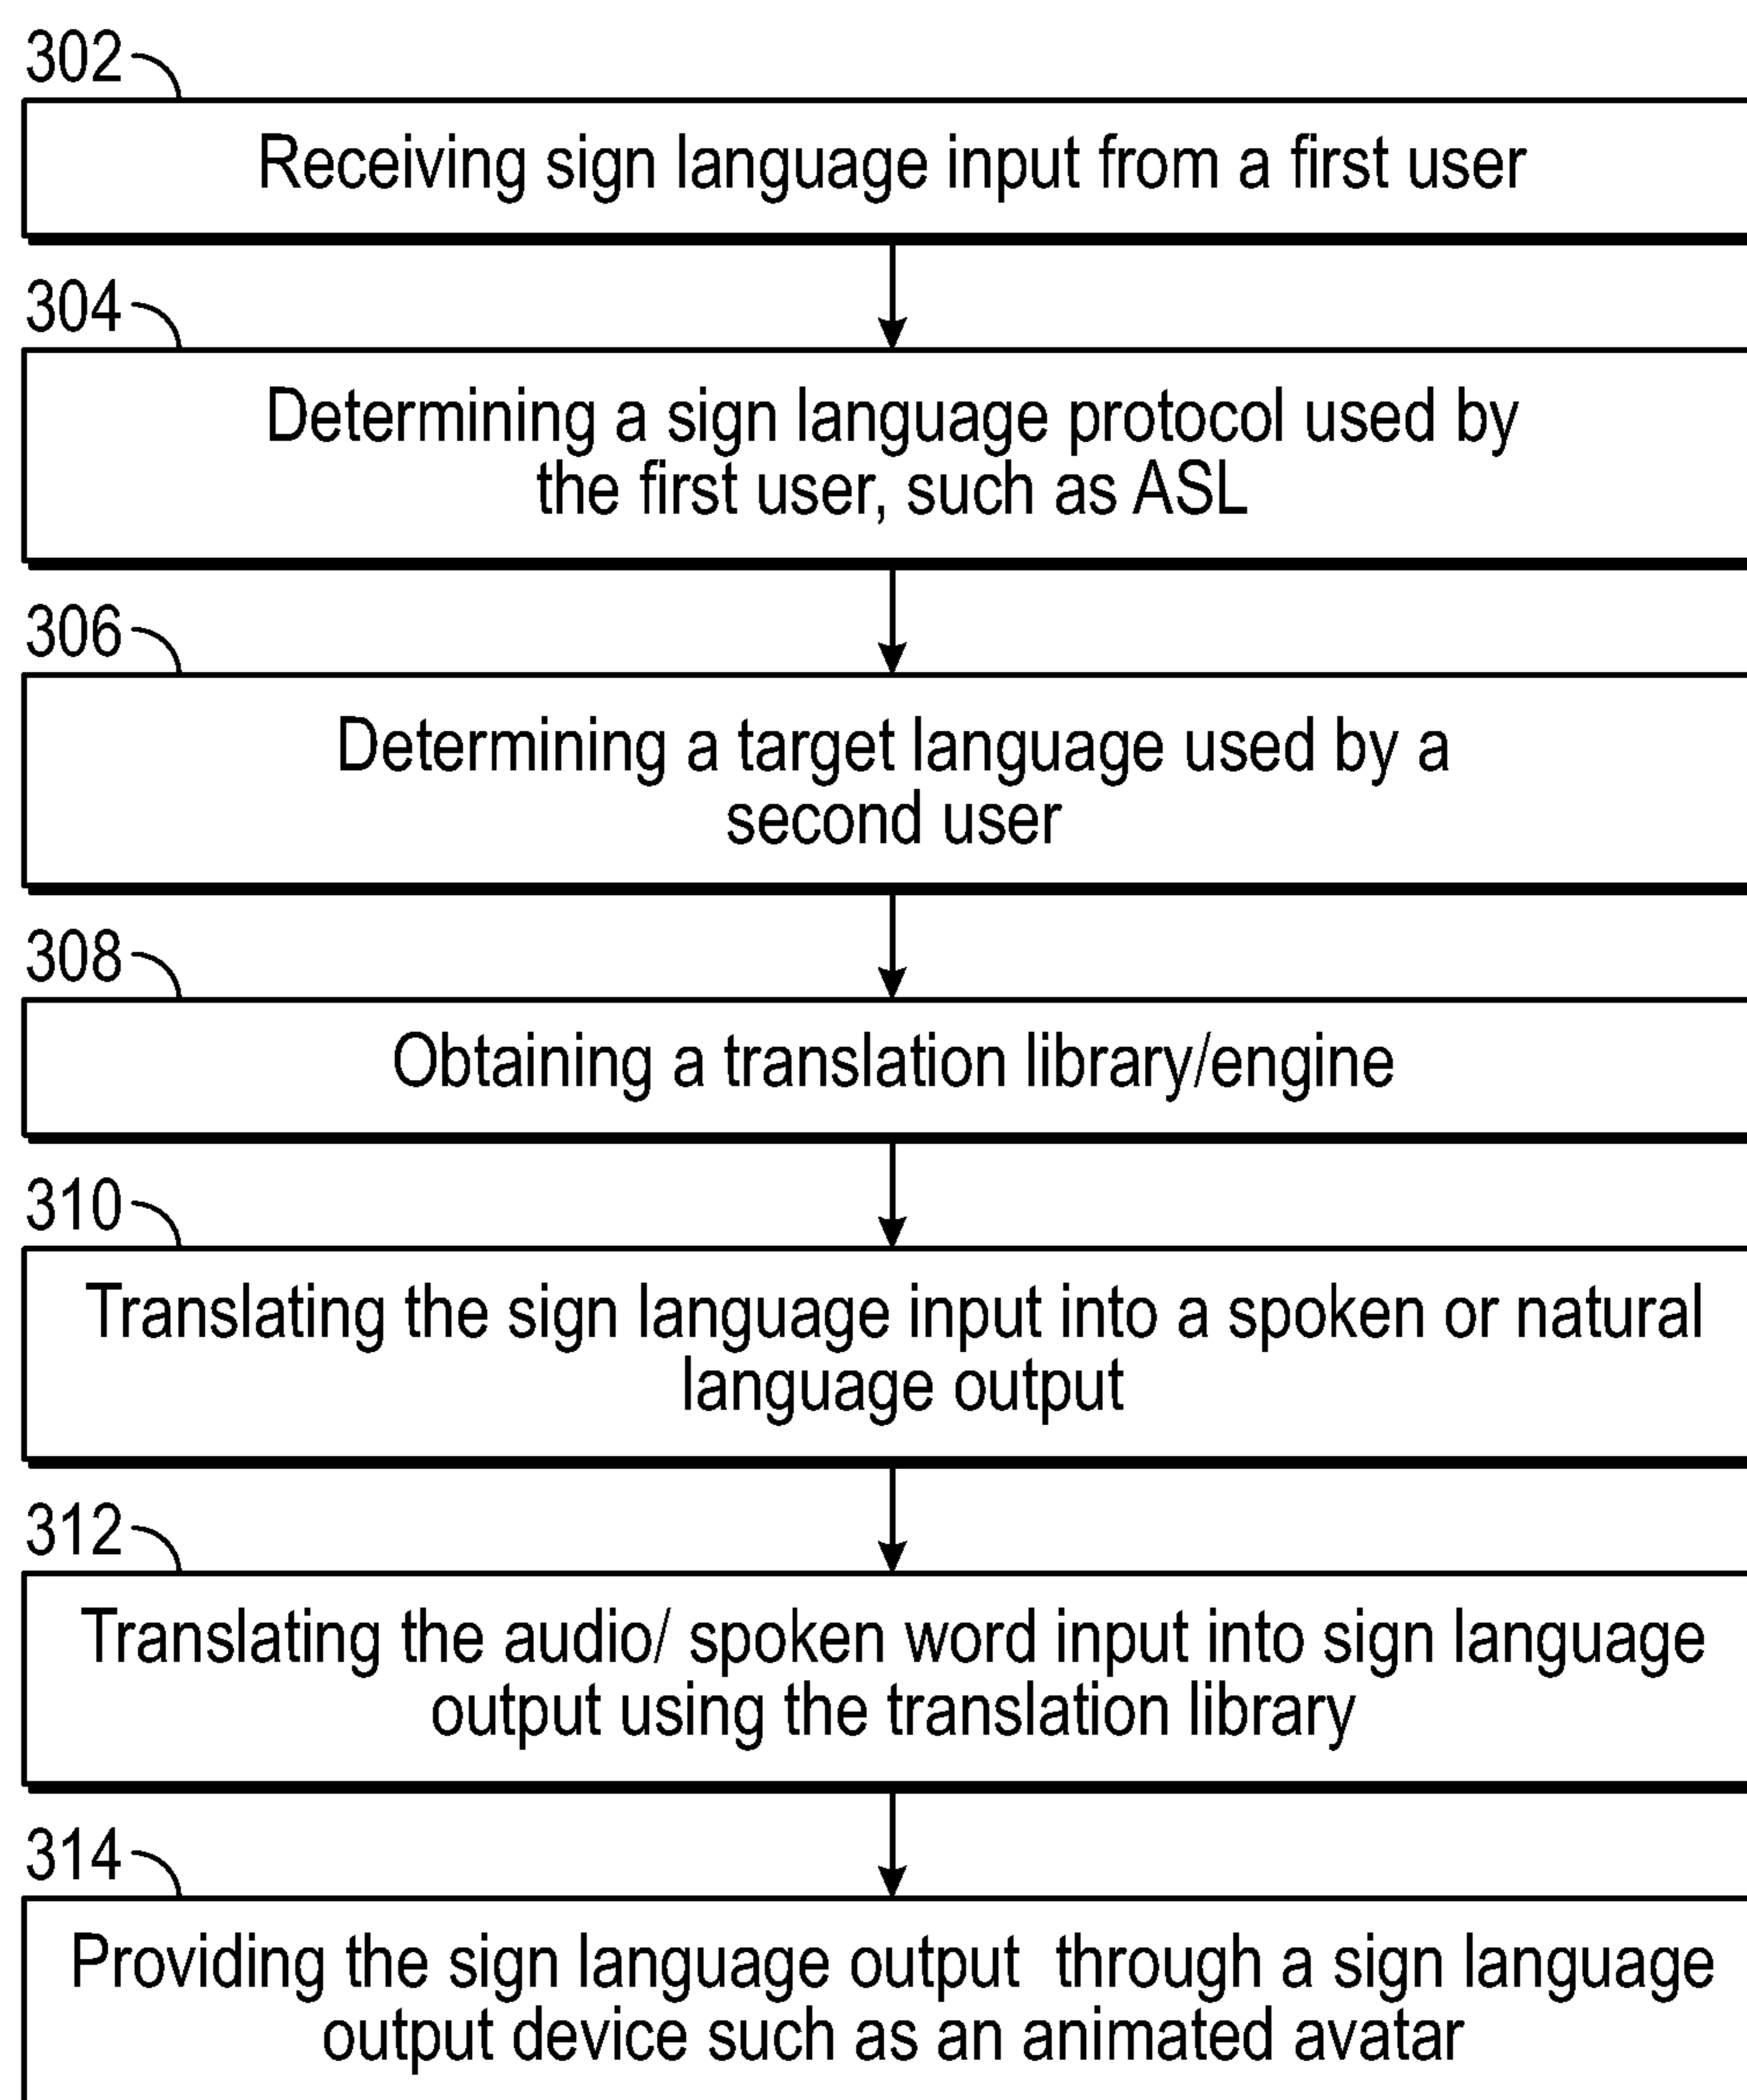 302
Receiving sign language input from a first user
304
Determining a sign language protocol used by
the first user, such as ASL
306
Determining a target language used by a
second user
308
Obtaining a translation library/engine
310
Translating the sign language input into a spoken or natural
language output
312
Translating the audio/ spoken word input into sign language
output using the translation library
314
Providing the sign language output through a sign language
output device such as an animated avatar